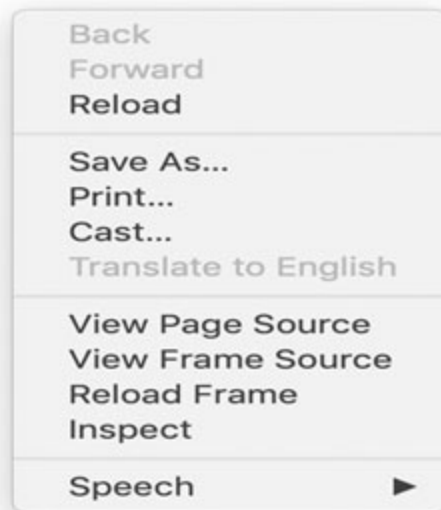 Back
Forward
Reload
Save As...
Print...
Cast...
Translate to English
View Page Source
View Frame Source
Reload Frame
Inspect
Speech